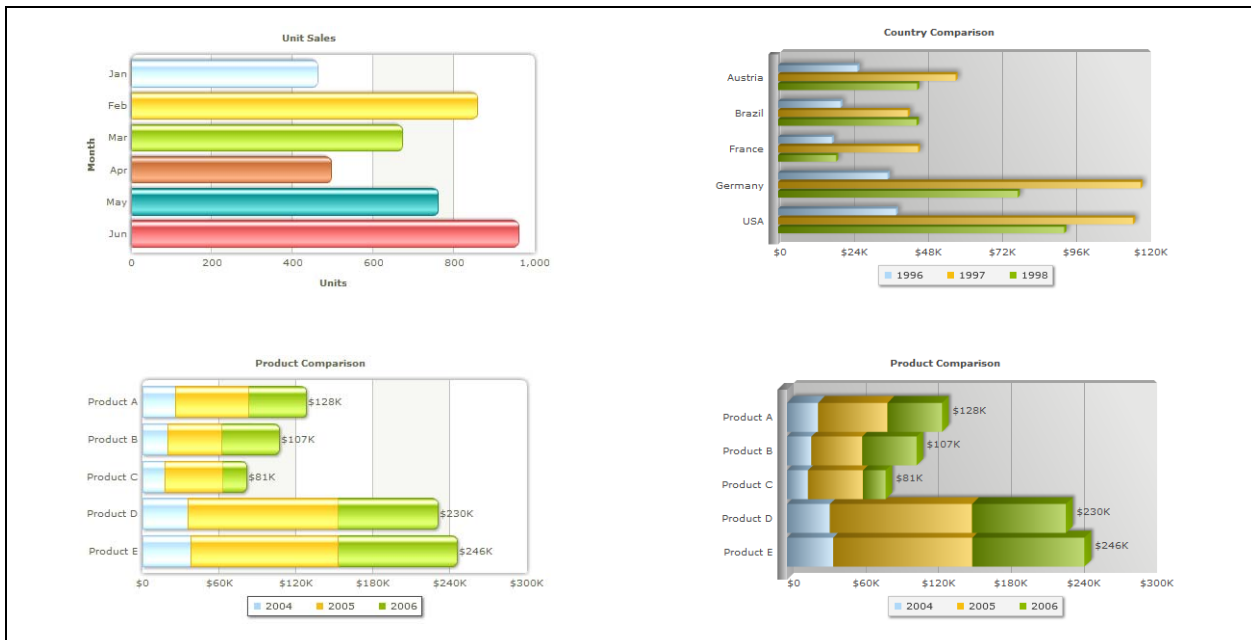 Unit Sales
Jan
Feb
Mar
Apr
May
Jun
Month
0 200 400 600 800 1,000
Units
Country Comparison
Austria
Brazil
France
Germany
USA
$0 $24K $48K $72K $96K $120K
1996 1997 1998
Product Comparison
Product A $128K
Product B $107K
Product C $81K
Product D $230K
Product E $246K
$0 $60K $120K $180K $240K $300K
2004 2005 2006
Product Comparison
Product A $128K
Product B $107K
Product C $81K
Product D $230K
Product E $246K
$0 $60K $120K $180K $240K $300K
2004 2005 2006